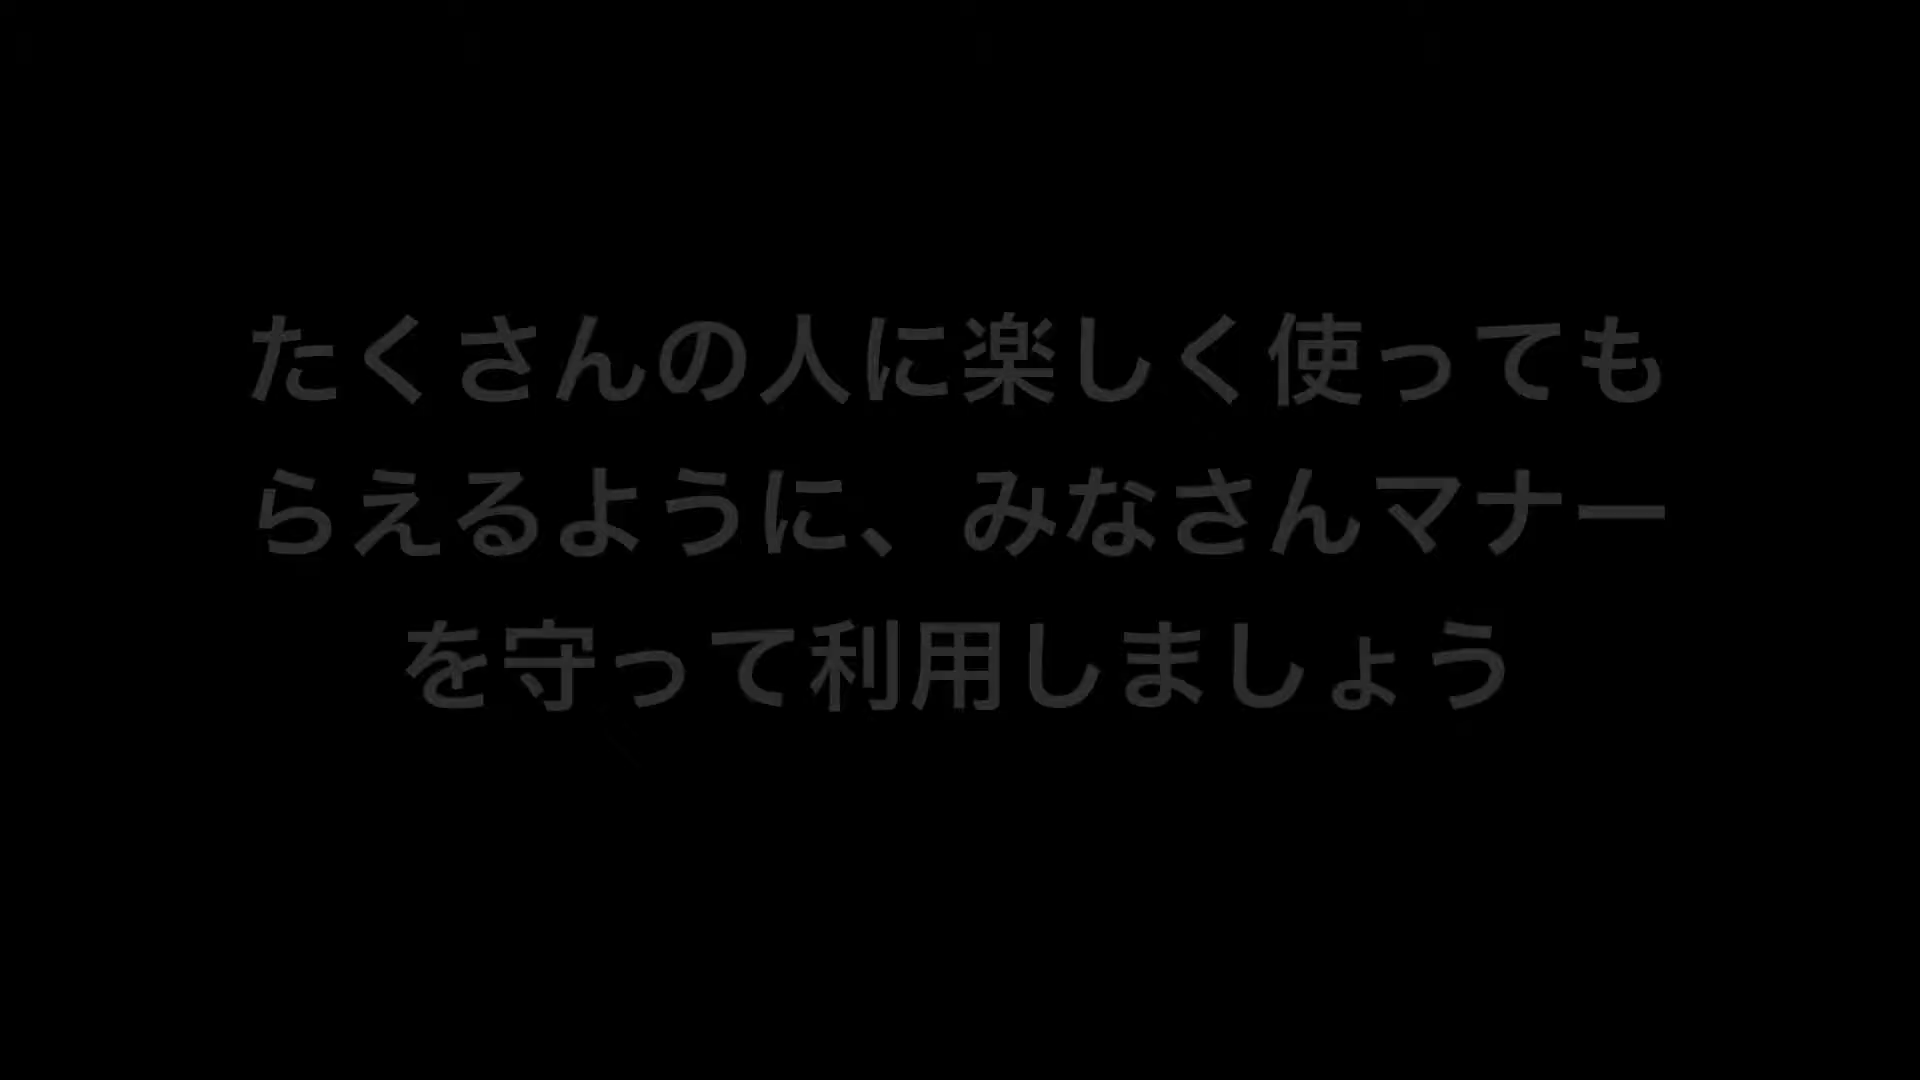 たくさんの人に楽しく使っても
らえるように、みなさんマナー
を守って利用しましょう